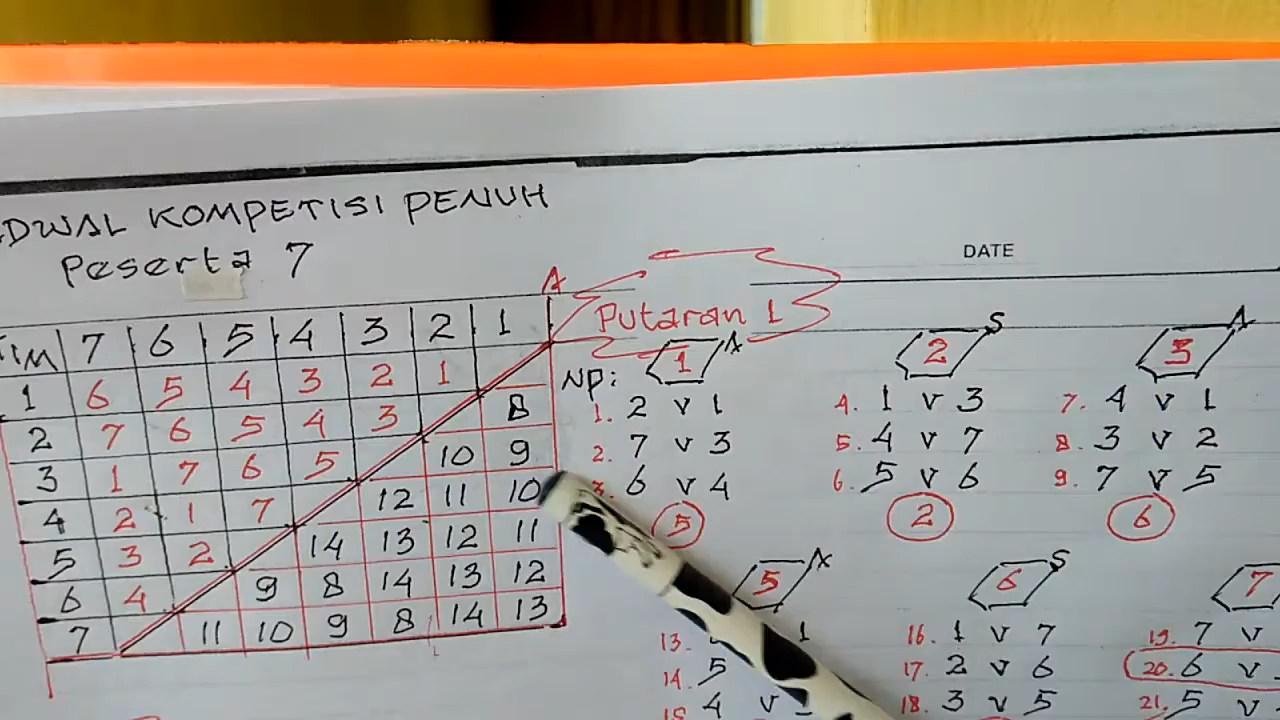 JADWAL KOMPETISI PENUH
Peserta 7
DATE
A
Putaran 1
TIM 7 6 5 4 3 2 1
1 6 5 4 3 2 1
2 7 6 5 4 3 8
3 1 7 6 5 10 9
4 2 1 7 12 11 10
5 3 2 14 13 12 11
6 4 9 8 14 13 12
7 11 10 9 8 14 13
NP:
1 A
1. 2 v 1
2. 7 v 3
6 v 4
5
2 S
4. 1 v 3
5. 4 v 7
6. 5 v 6
2
3 A
7. 4 v 1
8. 3 v 2
9. 7 v 5
6
5 A
13. 1
14. 5
15 4 v
6 S
16. 1 v 7
17. 2 v 6
18. 3 v 5
7
19. 7 v
20. 6 v
21. 5 v